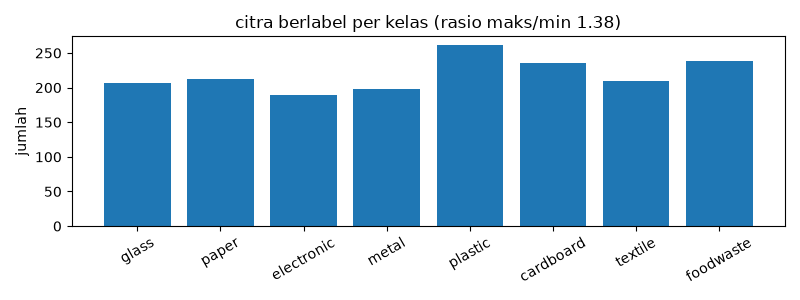 citra berlabel per kelas (rasio maks/min 1.38)
jumlah
250
200
150
100
50
0
glass
paper
electronic
metal
plastic
cardboard
textile
foodwaste